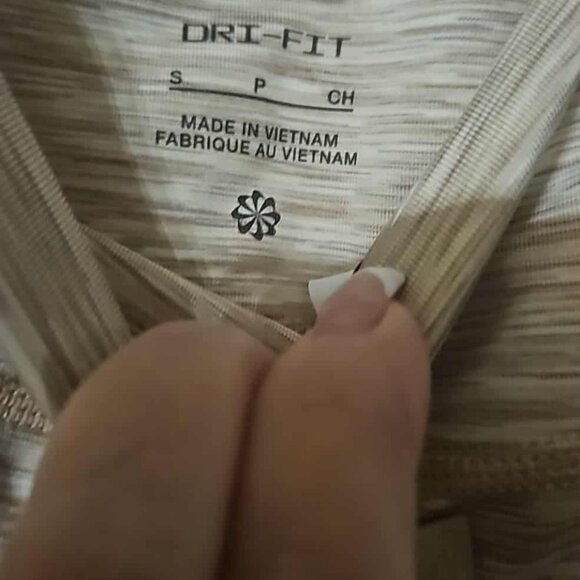 DRI-FIT
S P CH
MADE IN VIETNAM
FABRIQUE AU VIETNAM